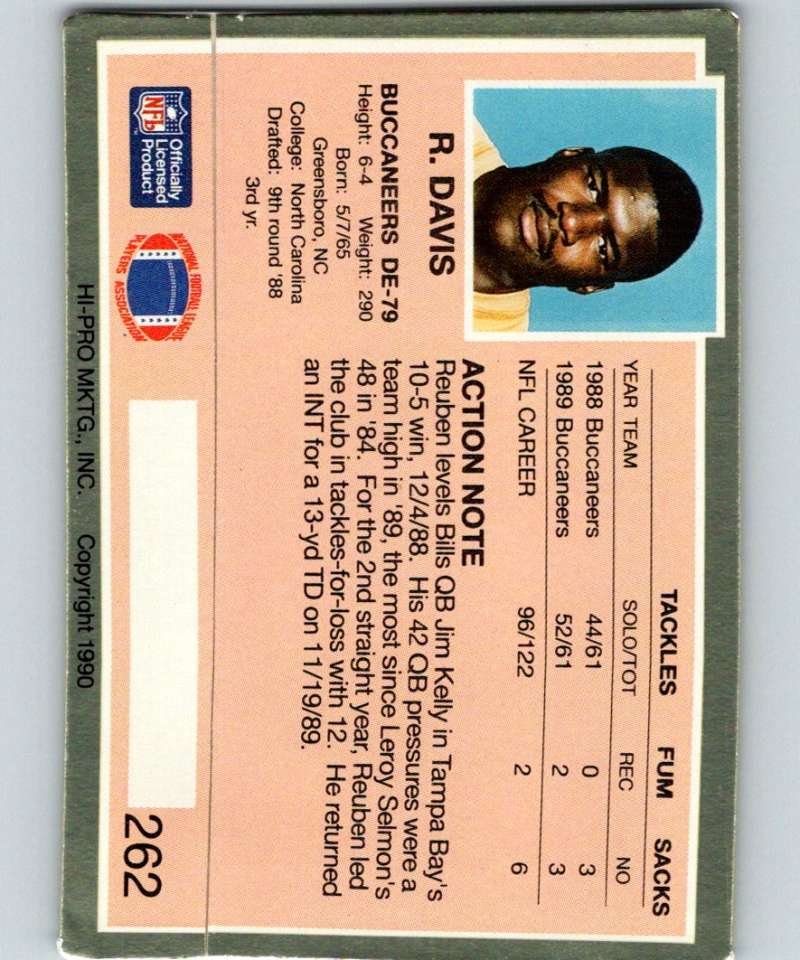 R. DAVIS
BUCCANEERS DE-79
Height: 6-4 Weight: 290
Born: 5/7/65
Greensboro, NC
College: North Carolina
Drafted: 9th round '88
3rd yr.
TACKLES FUM SACKS
YEAR TEAM SOLO/TOT REC NO
1988 Buccaneers 44/61 0 3
1989 Buccaneers 52/61 2 3
NFL CAREER 96/122 2 6
ACTION NOTE
Reuben levels Bills QB Jim Kelly in Tampa Bay's
10-5 win, 12/4/88. His 42 QB pressures were a
team high in '89, the most since Leroy Selmon's
48 in '84. For the 2nd straight year, Reuben led
the club in tackles-for-loss with 12. He returned
an INT for a 13-yd TD on 11/19/89.
NFL
TM
Officially
Licensed
Product
NATIONAL FOOTBALL LEAGUE
PLAYERS ASSOCIATION
262
HI-PRO MKTG., INC. Copyright 1990